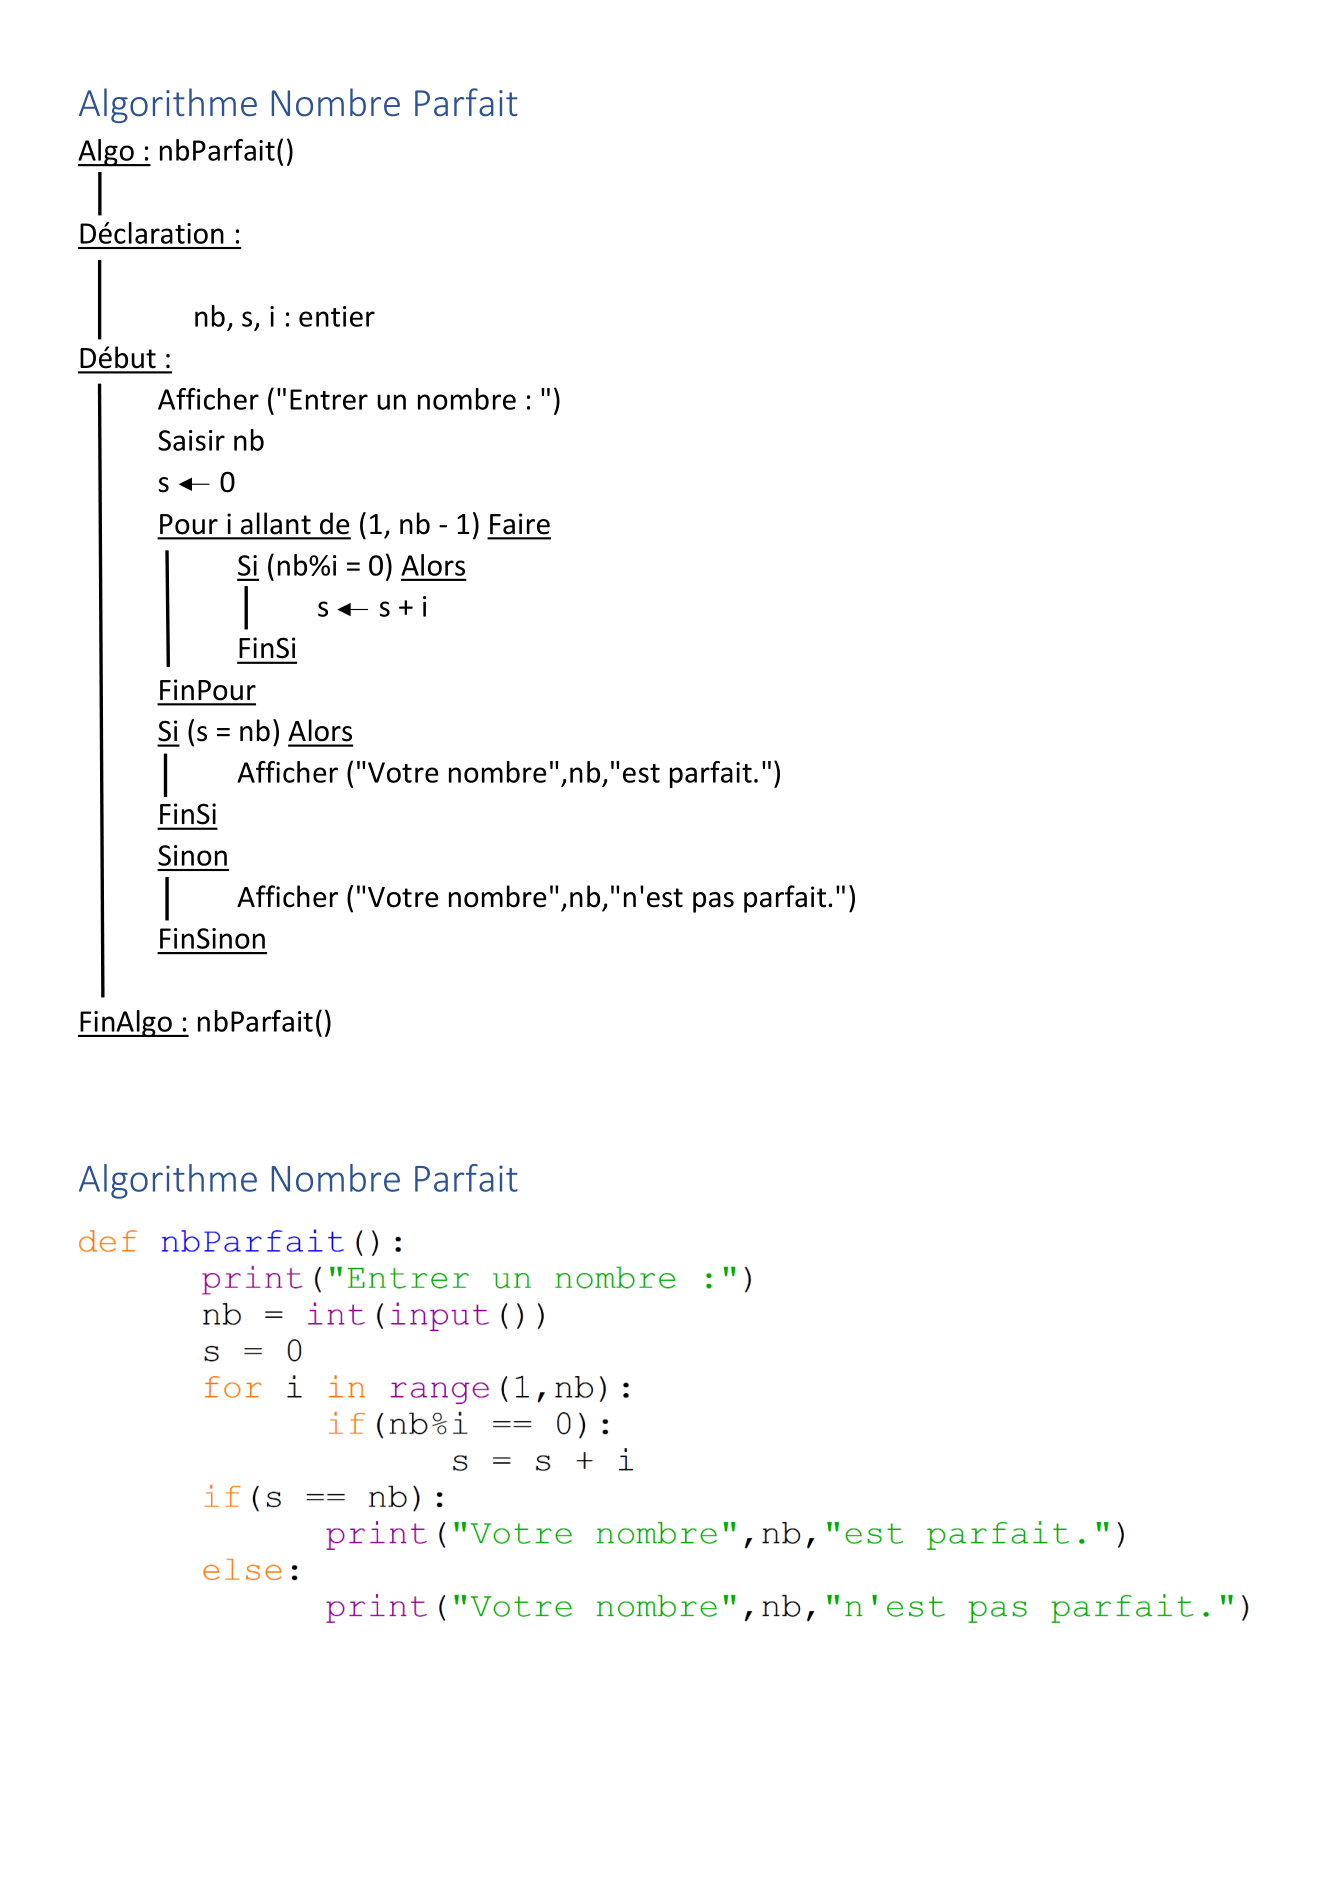 Algorithme Nombre Parfait
Algo : nbParfait()
Déclaration :
nb, s, i : entier
Début :
Afficher ("Entrer un nombre : ")
Saisir nb
s ← 0
Pour i allant de (1, nb - 1) Faire
Si (nb%i = 0) Alors
s ← s + i
FinSi
FinPour
Si (s = nb) Alors
Afficher ("Votre nombre",nb,"est parfait.")
FinSi
Sinon
Afficher ("Votre nombre",nb,"n'est pas parfait.")
FinSinon
FinAlgo : nbParfait()
Algorithme Nombre Parfait
def nbParfait():
print("Entrer un nombre :")
nb = int(input())
s = 0
for i in range(1,nb):
if(nb%i == 0):
s = s + i
if(s == nb):
print("Votre nombre",nb,"est parfait.")
else:
print("Votre nombre",nb,"n'est pas parfait.")